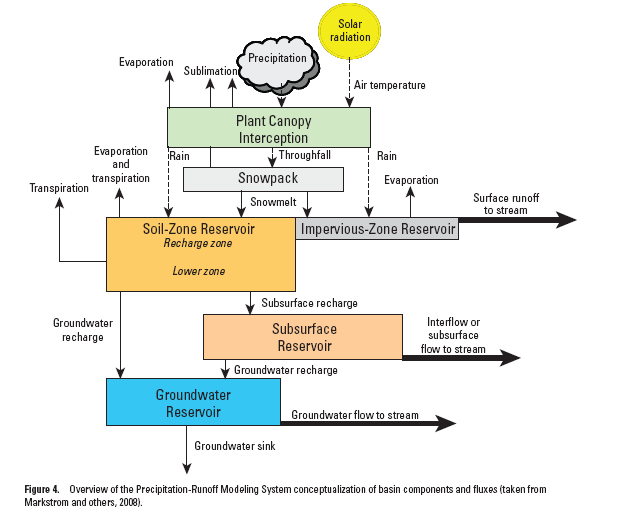 Solar
radiation
Precipitation
Evaporation
Sublimation
Air temperature
Plant Canopy
Interception
Evaporation
and
transpiration
Rain
Throughfall
Rain
Transpiration
Snowpack
Evaporation
Snowmelt
Surface runoff
to stream
Soil-Zone Reservoir
Recharge zone
Lower zone
Impervious-Zone Reservoir
Subsurface recharge
Groundwater
recharge
Subsurface
Reservoir
Interflow or
subsurface
flow to stream
Groundwater recharge
Groundwater
Reservoir
Groundwater flow to stream
Groundwater sink
Figure 4. Overview of the Precipitation-Runoff Modeling System conceptualization of basin components and fluxes (taken from
Markstrom and others, 2008).